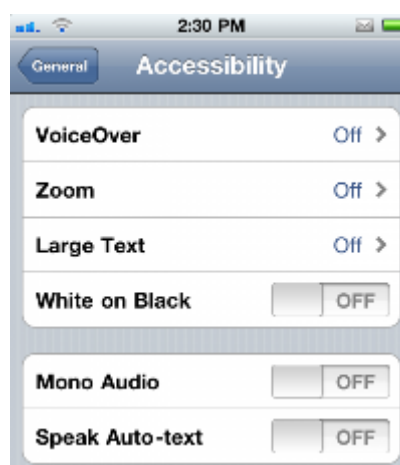 2:30 PM
General Accessibility
VoiceOver Off
Zoom Off
Large Text Off
White on Black OFF
Mono Audio OFF
Speak Auto-text OFF